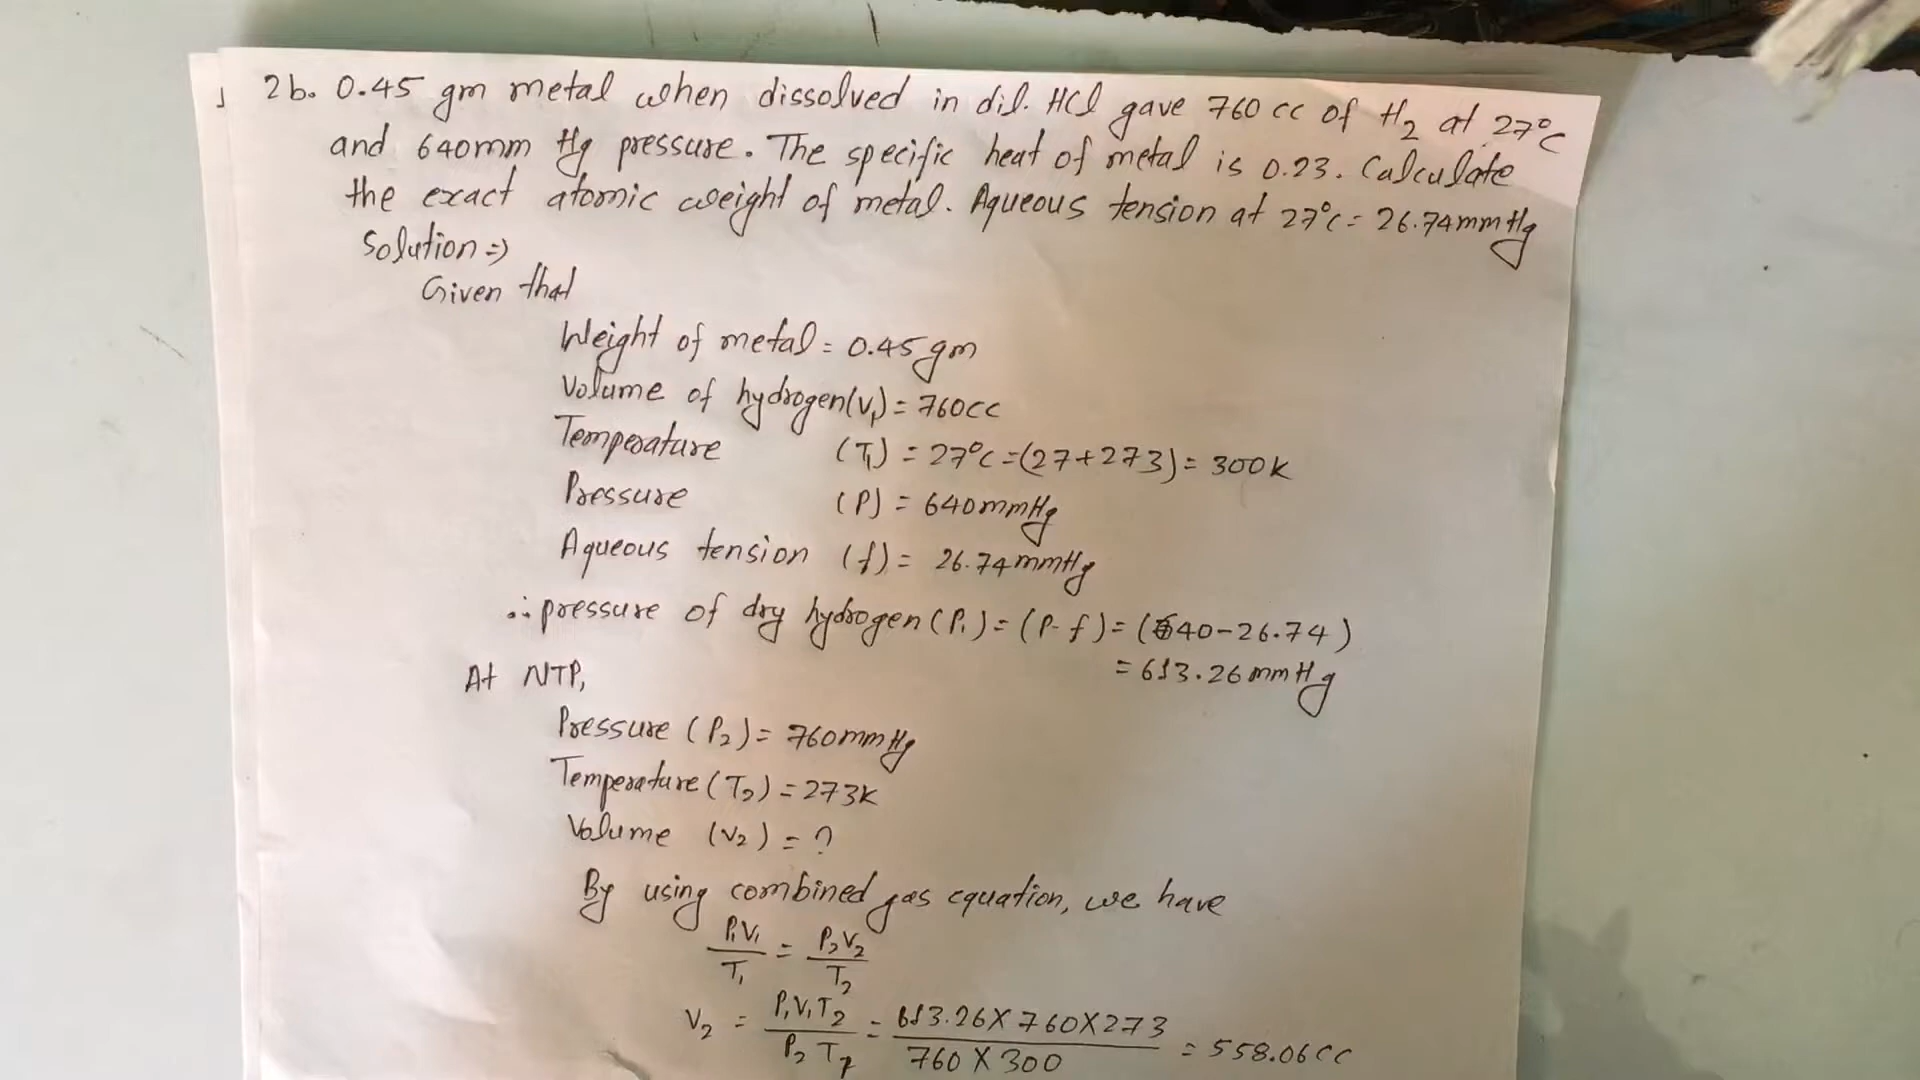 2b. 0.45 gm metal when dissolved in dil. HCl gave 760 cc of H₂ at 27°C
and 640mm Hg pressure. The specific heat of metal is 0.23. Calculate
the exact atomic weight of metal. Aqueous tension at 27°C = 26.74mm Hg
Solution =>
Given that
Weight of metal = 0.45gm
Volume of hydrogen(V₁) = 760cc
Temperature (T₁) = 27°C = (27+273) = 300K
Pressure (P) = 640mmHg
Aqueous tension (f) = 26.74mmHg
∴ pressure of dry hydrogen (P₁) = (P-f) = (640-26.74)
= 613.26mmHg
At NTP,
Pressure (P₂) = 760mmHg
Temperature (T₂) = 273K
Volume (V₂) = ?
By using combined gas equation, we have
P₁V₁/T₁ = P₂V₂/T₂
V₂ = P₁V₁T₂/P₂T₁ = 613.26X760X273/760X300 = 558.06CC